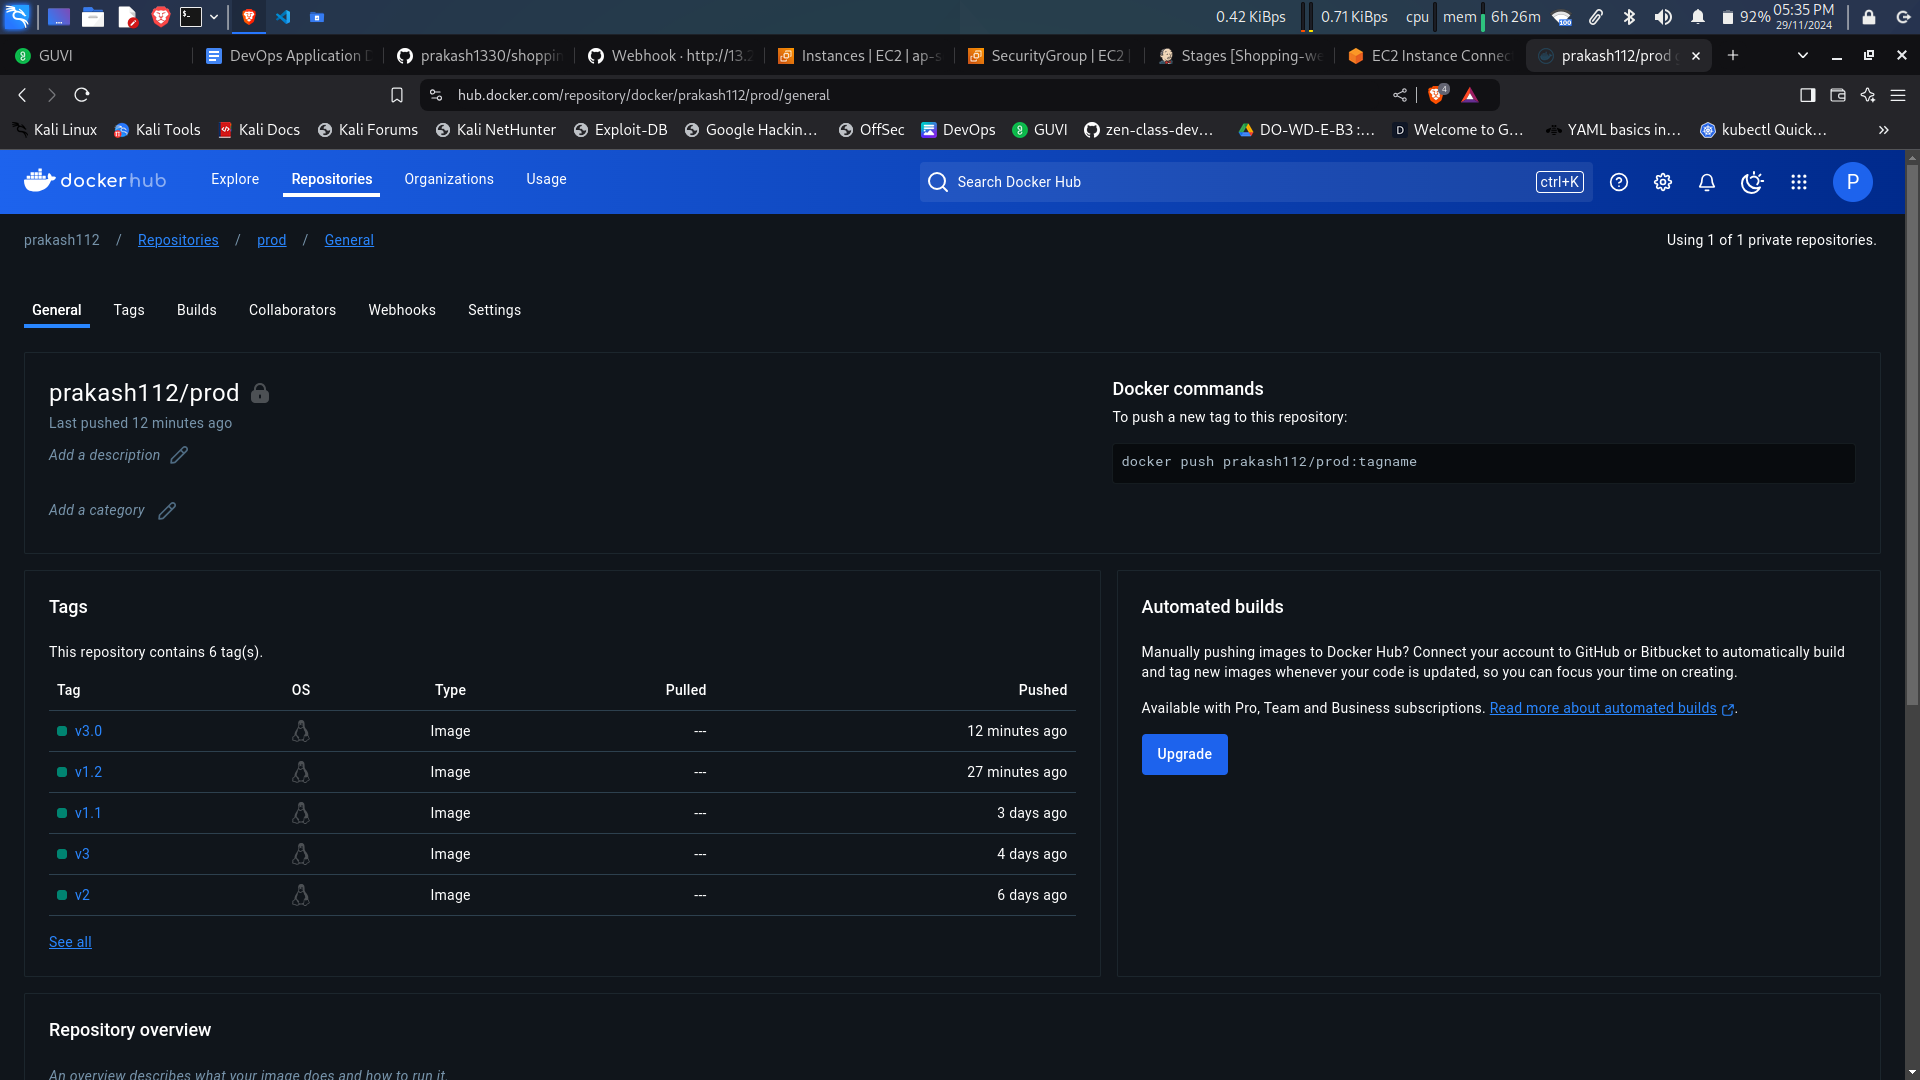 0.42 KiBps 0.71 KiBps cpu mem 6h 26m 92% 05:35 PM
29/11/2024
GUVI DevOps Application prakash1330/shoppin Webhook · http://13.2 Instances | EC2 | ap-s SecurityGroup | EC2 | Stages [Shopping-we EC2 Instance Connec prakash112/prod
hub.docker.com/repository/docker/prakash112/prod/general 4
Kali Linux Kali Tools Kali Docs Kali Forums Kali NetHunter Exploit-DB Google Hackin... OffSec DevOps GUVI zen-class-dev... DO-WD-E-B3 :... Welcome to G... YAML basics in... kubectl Quick... »
dockerhub Explore Repositories Organizations Usage Search Docker Hub ctrl+K P
prakash112 / Repositories / prod / General Using 1 of 1 private repositories.
General Tags Builds Collaborators Webhooks Settings
prakash112/prod
Last pushed 12 minutes ago
Add a description
Add a category
Docker commands
To push a new tag to this repository:
docker push prakash112/prod:tagname
Tags
This repository contains 6 tag(s).
Tag OS Type Pulled Pushed
v3.0 Image --- 12 minutes ago
v1.2 Image --- 27 minutes ago
v1.1 Image --- 3 days ago
v3 Image --- 4 days ago
v2 Image --- 6 days ago
See all
Automated builds
Manually pushing images to Docker Hub? Connect your account to GitHub or Bitbucket to automatically build
and tag new images whenever your code is updated, so you can focus your time on creating.
Available with Pro, Team and Business subscriptions. Read more about automated builds.
Upgrade
Repository overview
An overview describes what your image does and how to run it.